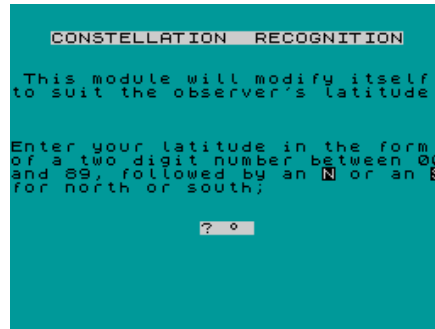 CONSTELLATION RECOGNITION
This module will modify itself
to suit the observer's latitude
Enter your latitude in the form
of a two digit number between 00
and 89, followed by an N or an S
for north or south;
? °